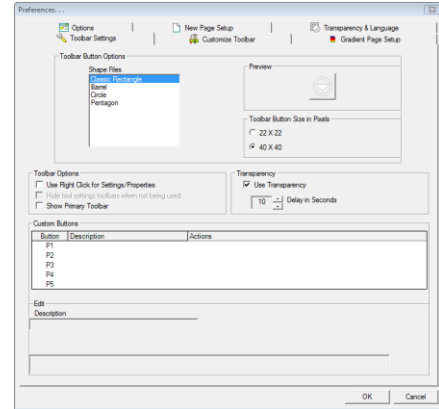 Preferences. . .
Options
New Page Setup
Transparency & Language
Toolbar Settings
Customize Toolbar
Gradient Page Setup
Toolbar Button Options
Shape Files
Classic Rectangle
Barrel
Circle
Pentagon
Preview
Toolbar Button Size in Pixels
22 X 22
40 X 40
Toolbar Options
Use Right Click for Settings/Properties
Hide tool settings toolbars when not being used.
Show Primary Toolbar
Transparency
Use Transparency
10 Delay in Seconds
Custom Buttons
Button Description Actions
P1
P2
P3
P4
P5
Edit
Description
OK Cancel